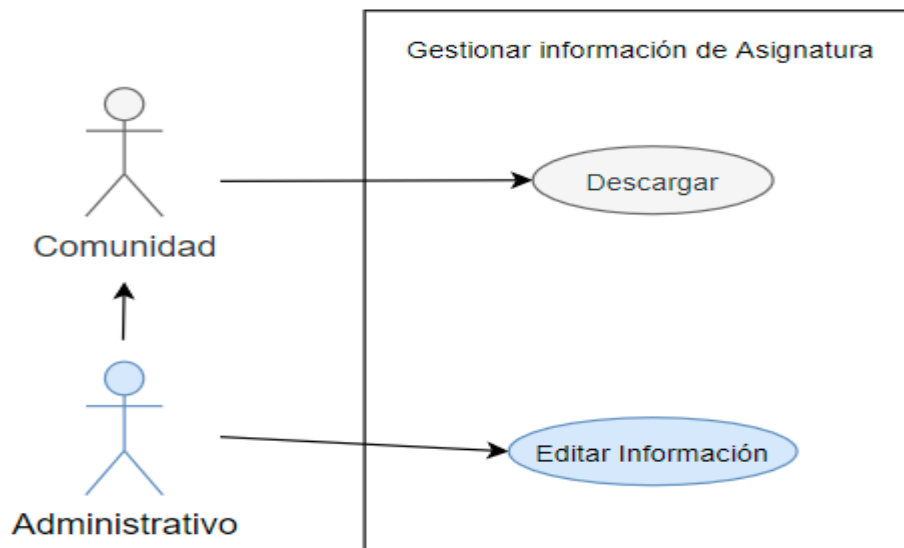 Gestionar información de Asignatura
Descargar
Comunidad
Editar Información
Administrativo